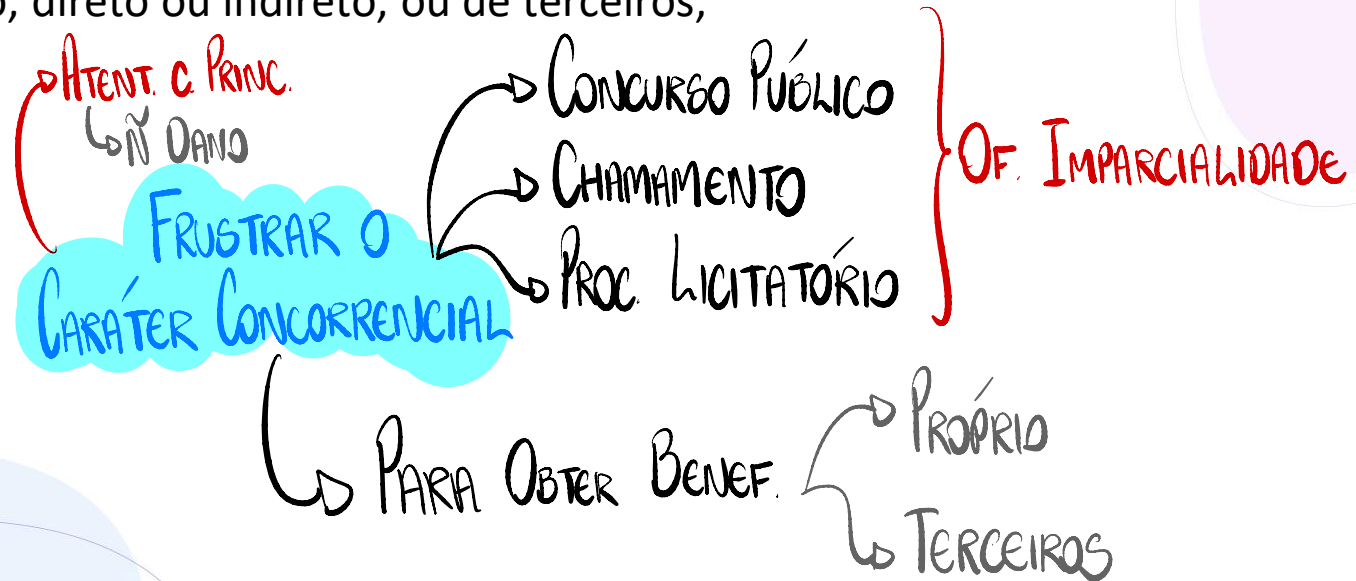 o, direto ou indireto, ou de terceiros,
ATENT. C. PRINC.
Ñ DANO
FRUSTRAR O
CARÁTER CONCORRENCIAL
CONCURSO PÚBLICO
CHAMAMENTO
PROC. LICITATÓRIO
OF. IMPARCIALIDADE
PARA OBTER BENEF.
PRÓPRIO
TERCEIROS